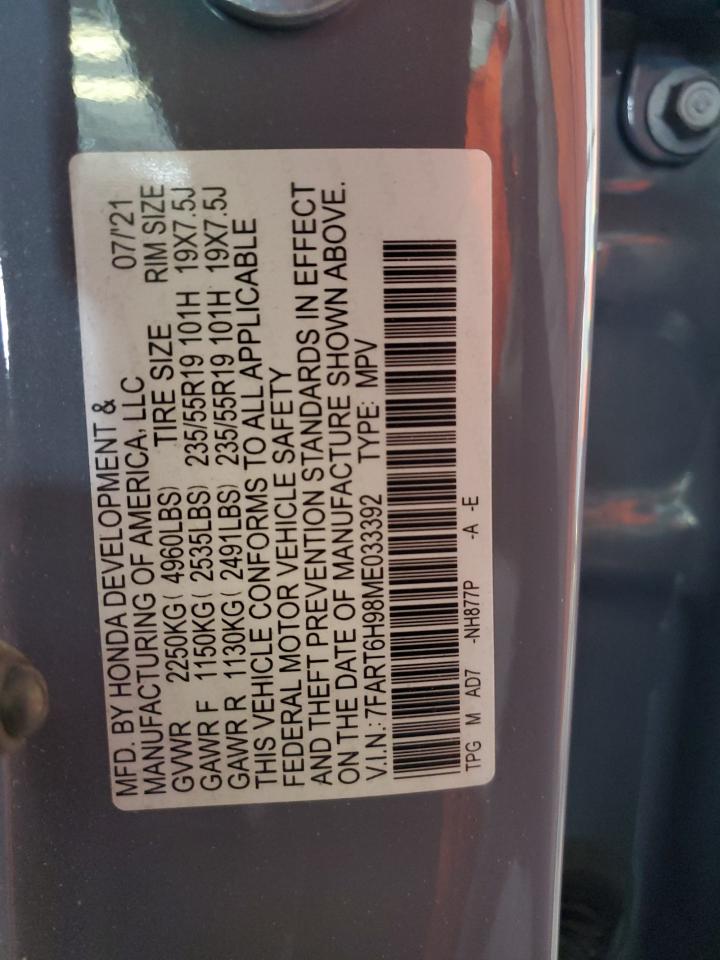 MFD. BY HONDA DEVELOPMENT &
MANUFACTURING OF AMERICA, LLC 07/'21
GVWR 2250KG( 4960LBS) TIRE SIZE RIM SIZE
GAWR F 1150KG( 2535LBS) 235/55R19 101H 19X7.5J
GAWR R 1130KG( 2491LBS) 235/55R19 101H 19X7.5J
THIS VEHICLE CONFORMS TO ALL APPLICABLE
FEDERAL MOTOR VEHICLE SAFETY
AND THEFT PREVENTION STANDARDS IN EFFECT
ON THE DATE OF MANUFACTURE SHOWN ABOVE.
V.I.N.: 7FART6H98ME033392 TYPE: MPV
TPG M AD7 -NH877P -A -E